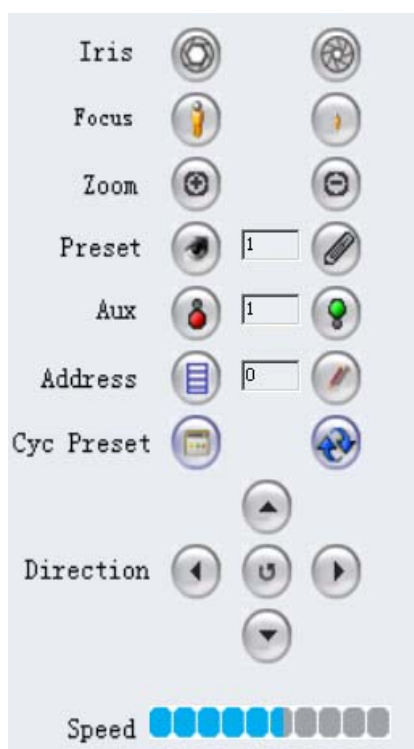 Iris
Focus
Zoom
Preset 1
Aux 1
Address 0
Cyc Preset
Direction
Speed